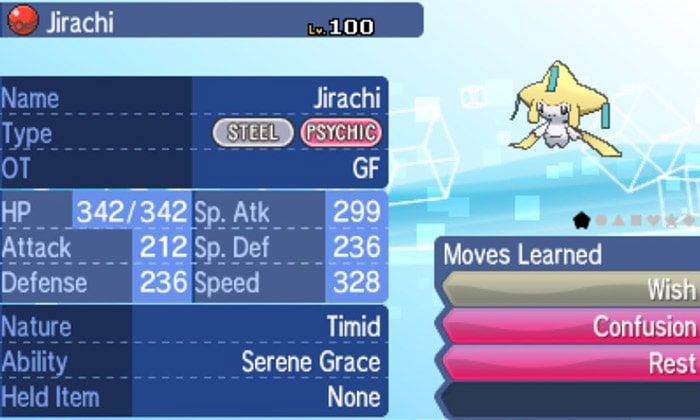 Jirachi Lv.100
Name Jirachi
Type STEEL PSYCHIC
OT GF
HP 342/342 Sp. Atk 299
Attack 212 Sp. Def 236
Defense 236 Speed 328
Nature Timid
Ability Serene Grace
Held Item None
Moves Learned
Wish
Confusion
Rest